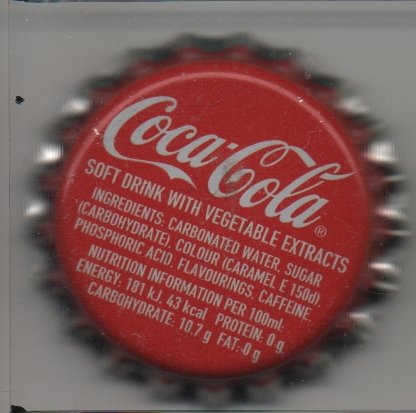 Coca-Cola®
SOFT DRINK WITH VEGETABLE EXTRACTS
INGREDIENTS: CARBONATED WATER, SUGAR
(CARBOHYDRATE), COLOUR (CARAMEL E 150d),
PHOSPHORIC ACID, FLAVOURINGS, CAFFEINE.
NUTRITION INFORMATION PER 100ml:
ENERGY: 181 kJ, 43 kcal PROTEIN: 0 g
CARBOHYDRATE: 10.7 g FAT: 0 g